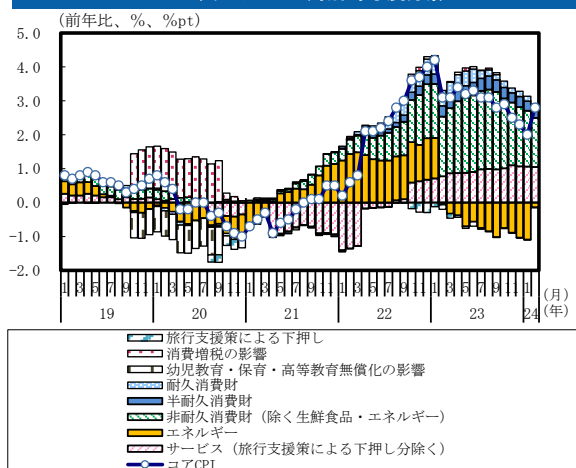 (前年比、%、%pt)
5.0
4.0
3.0
2.0
1.0
0.0
−1.0
−2.0
1 3 5 7 9 11 1 3 5 7 9 11 1 3 5 7 9 11 1 3 5 7 9 11 1 3 5 7 9 11 1 (月)
19 20 21 22 23 24 (年)
旅行支援策による下押し
消費増税の影響
幼児教育・保育・高等教育無償化の影響
耐久消費財
半耐久消費財
非耐久消費財（除く生鮮食品・エネルギー）
エネルギー
サービス（旅行支援策による下押し分除く）
コアCPI